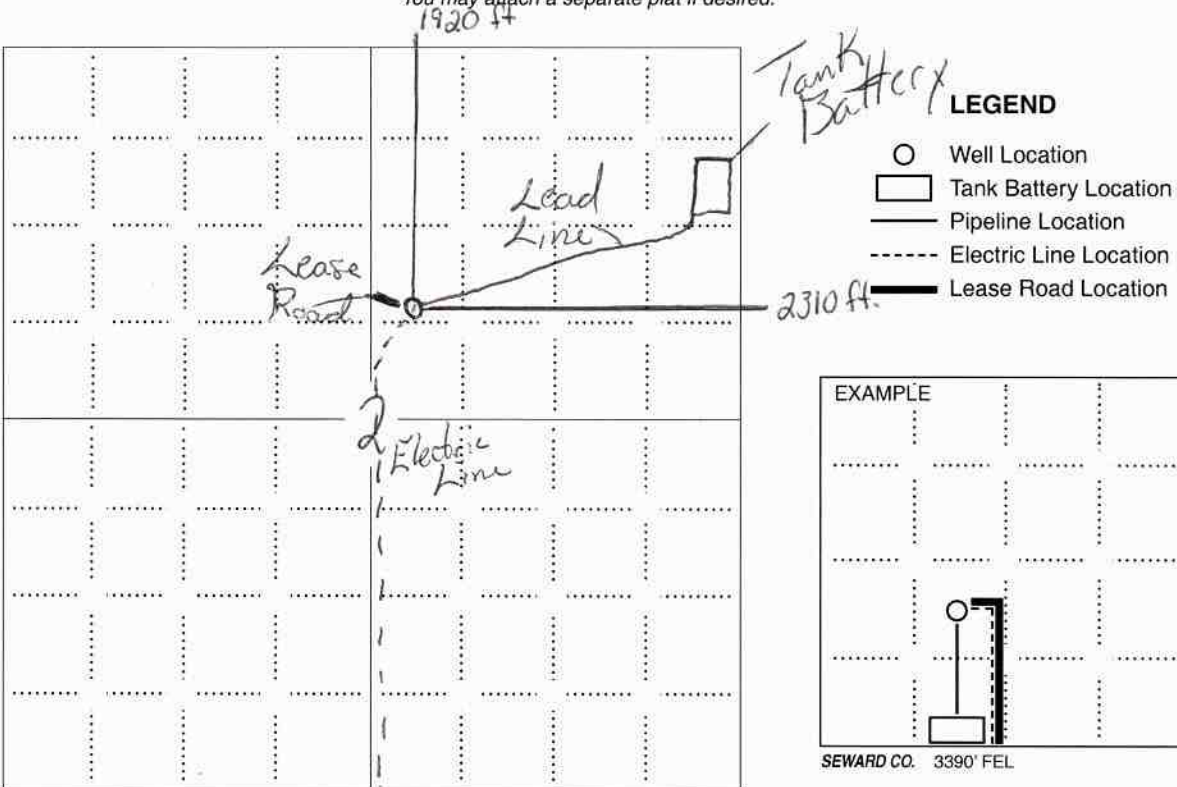 You may attach a separate plat if desired.
1920 ft
Tank
Battery
LEGEND
Well Location
Tank Battery Location
Pipeline Location
Electric Line Location
Lease Road Location
Lead
Line
Lease
Road
2310 ft.
2
Electric
Line
EXAMPLE
SEWARD CO. 3390' FEL